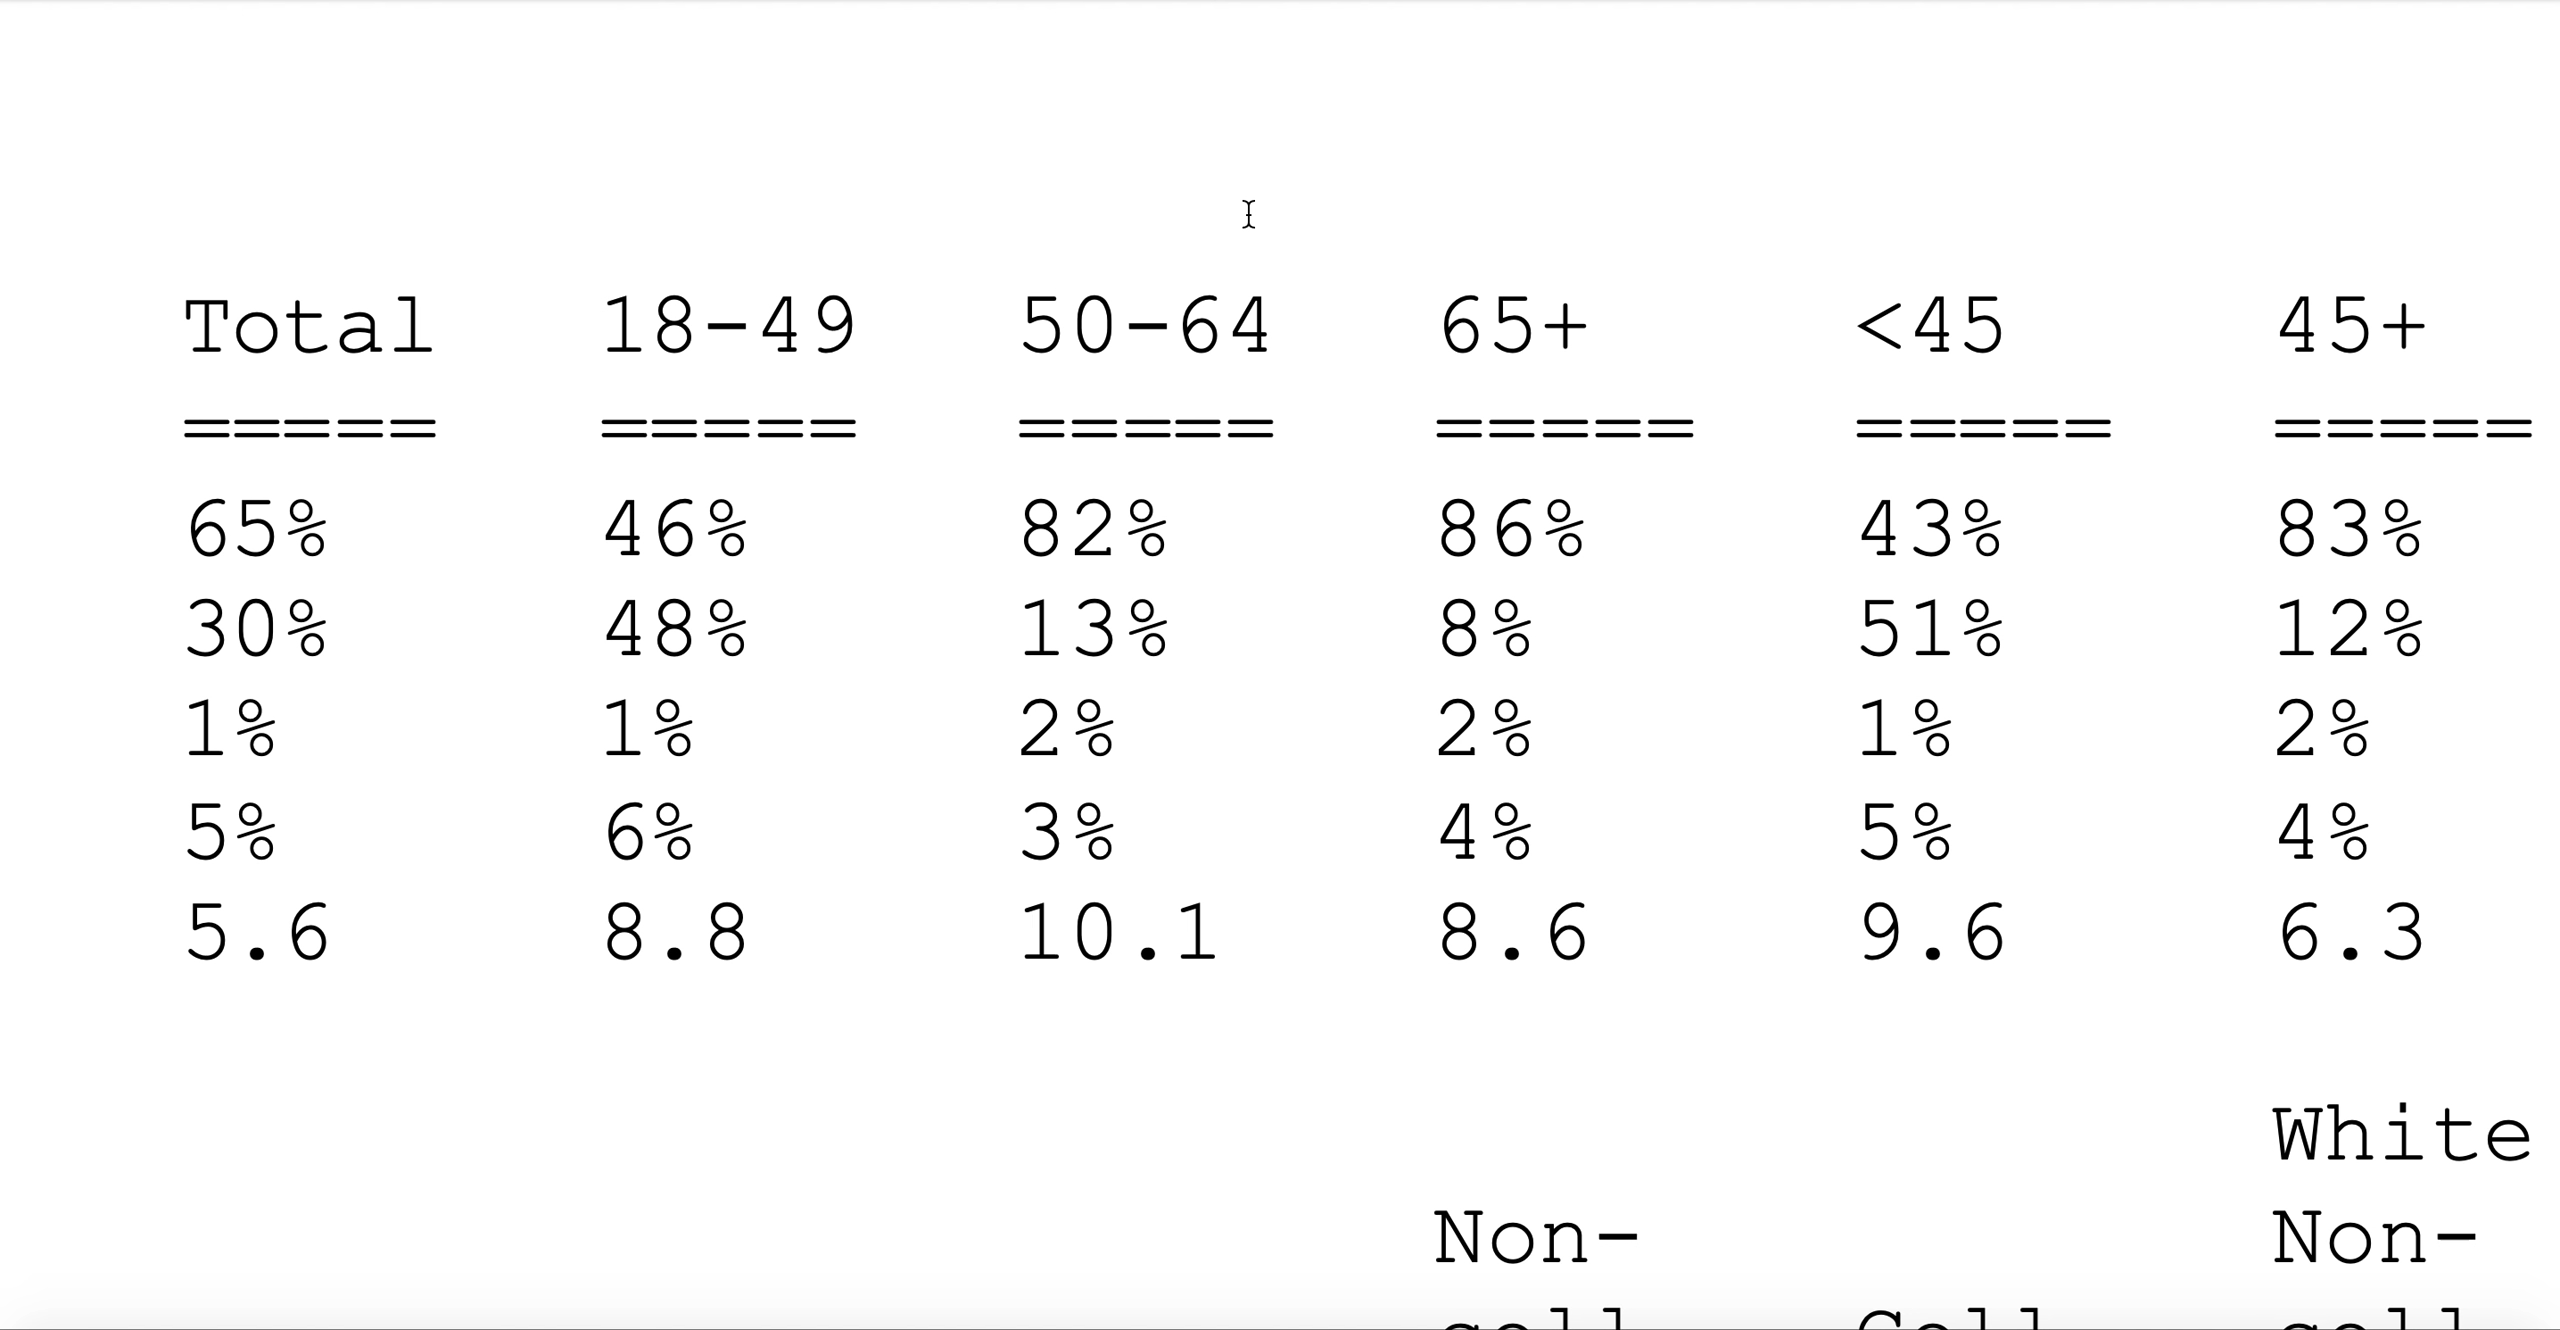 Total 18-49 50-64 65+ <45 45+
===== ===== ===== ===== ===== =====
65% 46% 82% 86% 43% 83%
30% 48% 13% 8% 51% 12%
1% 1% 2% 2% 1% 2%
5% 6% 3% 4% 5% 4%
5.6 8.8 10.1 8.6 9.6 6.3
White
Non- Non-